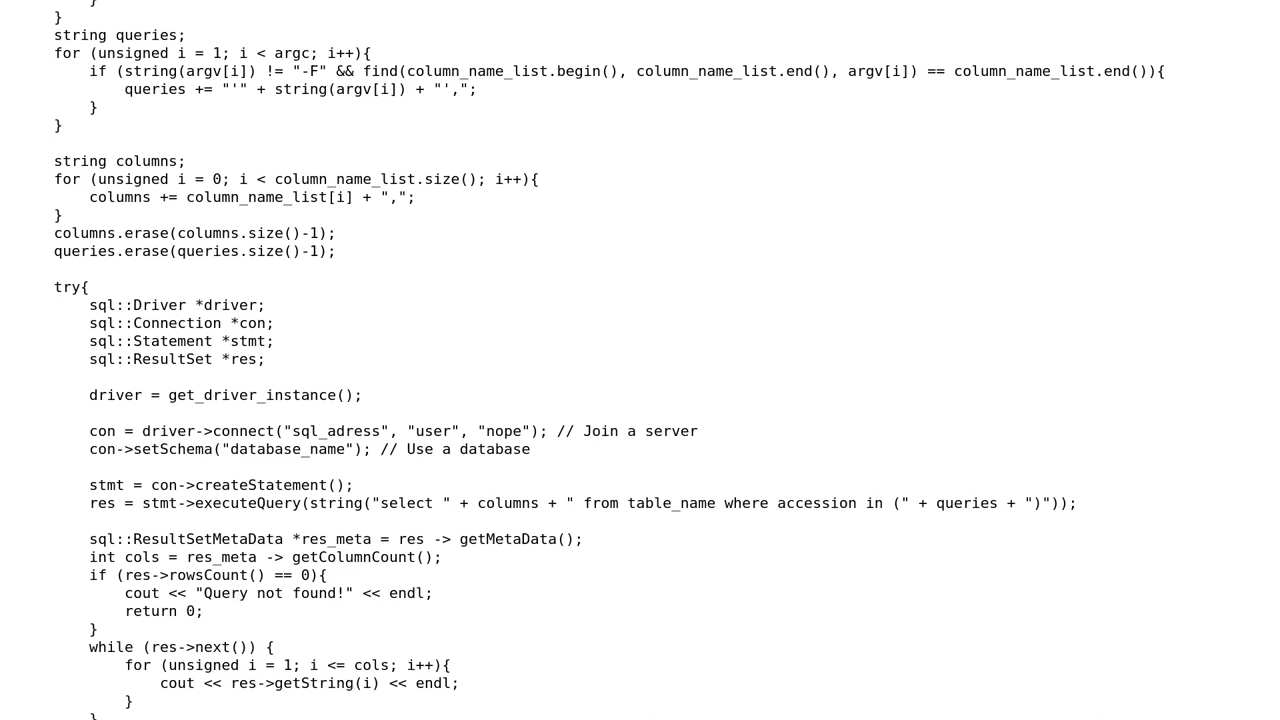 }
}
string queries;
for (unsigned i = 1; i < argc; i++){
    if (string(argv[i]) != "-F" && find(column_name_list.begin(), column_name_list.end(), argv[i]) == column_name_list.end()){
        queries += "'" + string(argv[i]) + "',";
    }
}

string columns;
for (unsigned i = 0; i < column_name_list.size(); i++){
    columns += column_name_list[i] + ",";
}
columns.erase(columns.size()-1);
queries.erase(queries.size()-1);

try{
    sql::Driver *driver;
    sql::Connection *con;
    sql::Statement *stmt;
    sql::ResultSet *res;

    driver = get_driver_instance();

    con = driver->connect("sql_adress", "user", "nope"); // Join a server
    con->setSchema("database_name"); // Use a database

    stmt = con->createStatement();
    res = stmt->executeQuery(string("select " + columns + " from table_name where accession in (" + queries + ")"));

    sql::ResultSetMetaData *res_meta = res -> getMetaData();
    int cols = res_meta -> getColumnCount();
    if (res->rowsCount() == 0){
        cout << "Query not found!" << endl;
        return 0;
    }
    while (res->next()) {
        for (unsigned i = 1; i <= cols; i++){
            cout << res->getString(i) << endl;
        }
    }